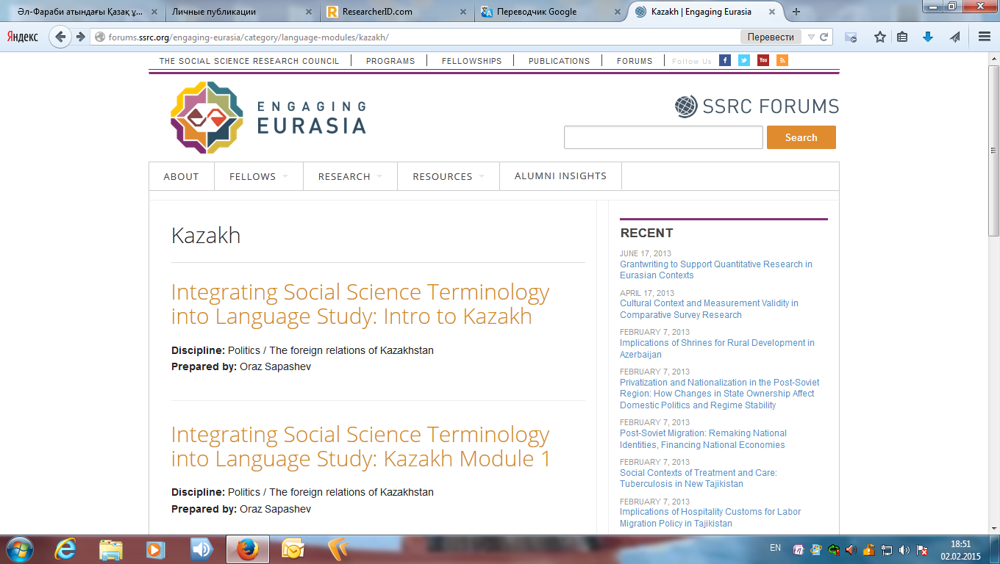 Әл-Фараби атындағы Қазақ ұ...
Личные публикации
ResearcherID.com
Переводчик Google
Kazakh | Engaging Eurasia
Яндекс
forums.ssrc.org/engaging-eurasia/category/language-modules/kazakh/
Перевести
THE SOCIAL SCIENCE RESEARCH COUNCIL
PROGRAMS
FELLOWSHIPS
PUBLICATIONS
FORUMS
Follow Us
You
ENGAGING
EURASIA
SSRC FORUMS
Search
ABOUT
FELLOWS
RESEARCH
RESOURCES
ALUMNI INSIGHTS
Kazakh
Integrating Social Science Terminology
into Language Study: Intro to Kazakh
Discipline: Politics / The foreign relations of Kazakhstan
Prepared by: Oraz Sapashev
Integrating Social Science Terminology
into Language Study: Kazakh Module 1
Discipline: Politics / The foreign relations of Kazakhstan
Prepared by: Oraz Sapashev
RECENT
JUNE 17, 2013
Grantwriting to Support Quantitative Research in
Eurasian Contexts
APRIL 17, 2013
Cultural Context and Measurement Validity in
Comparative Survey Research
FEBRUARY 7, 2013
Implications of Shrines for Rural Development in
Azerbaijan
FEBRUARY 7, 2013
Privatization and Nationalization in the Post-Soviet
Region: How Changes in State Ownership Affect
Domestic Politics and Regime Stability
FEBRUARY 7, 2013
Post-Soviet Migration: Remaking National
Identities, Financing National Economies
FEBRUARY 7, 2013
Social Contexts of Treatment and Care:
Tuberculosis in New Tajikistan
FEBRUARY 7, 2013
Implications of Hospitality Customs for Labor
Migration Policy in Tajikistan
EN
18:51
02.02.2015